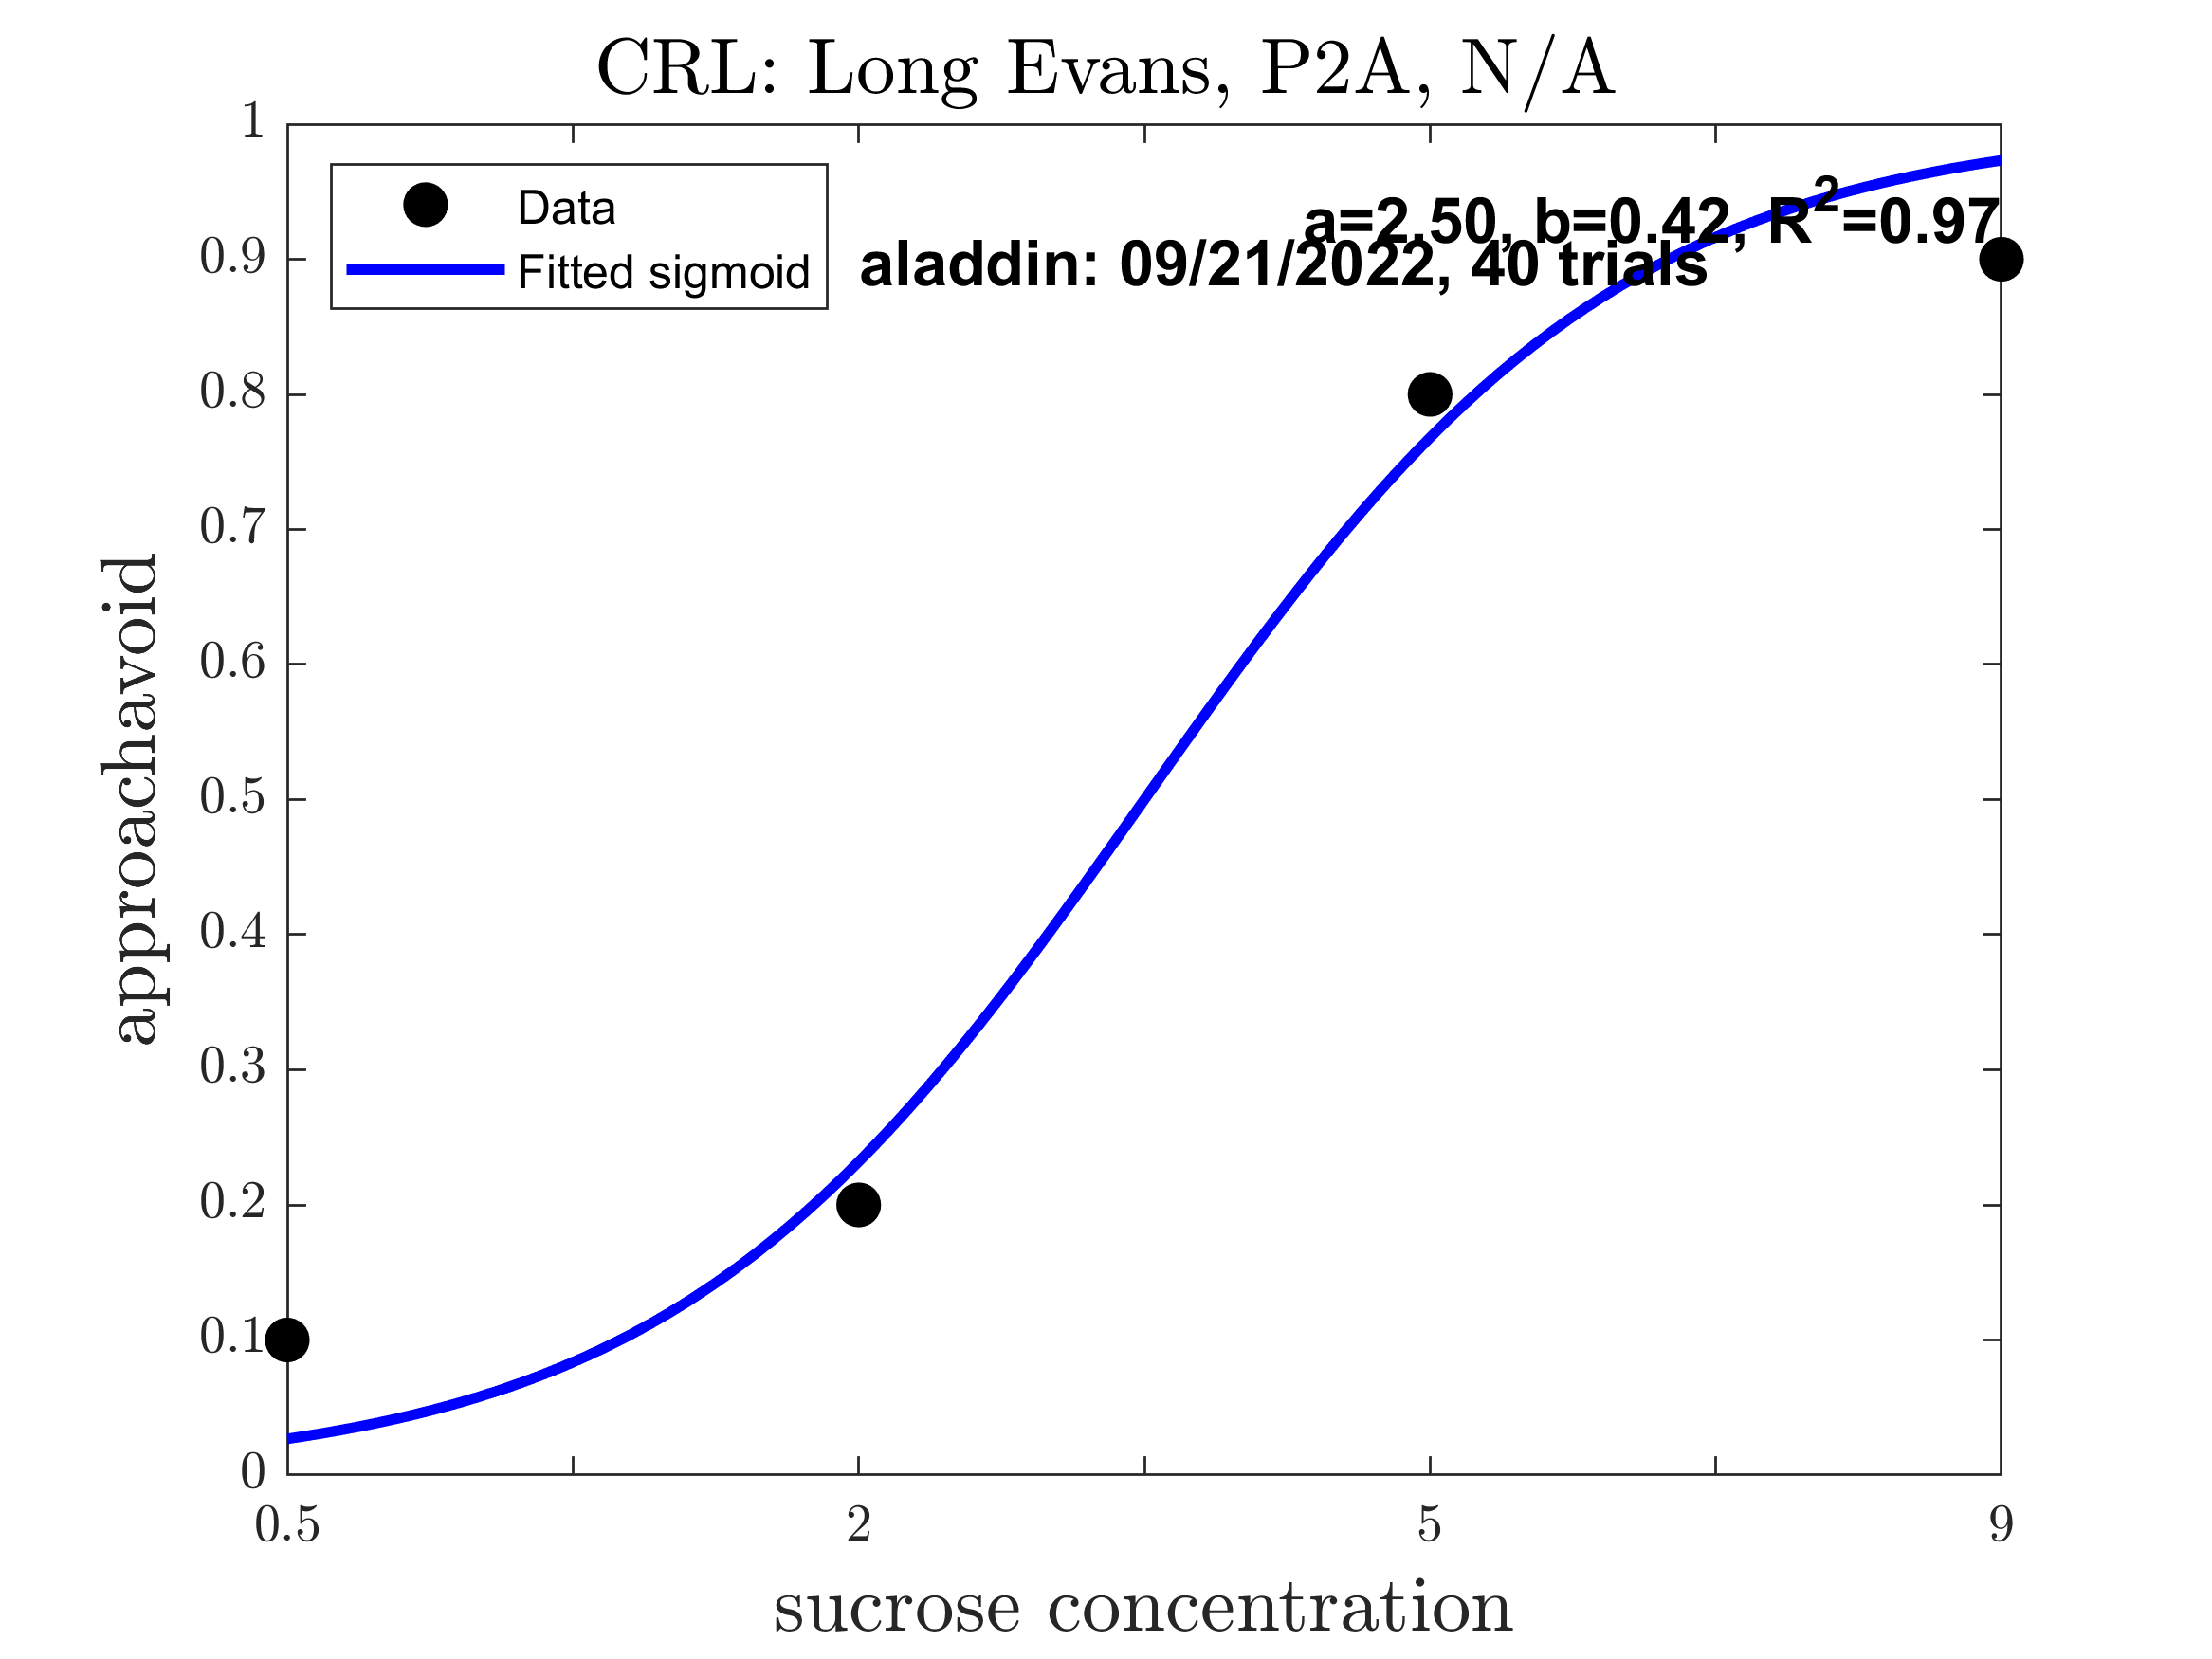 CRL: Long Evans, P2A, N/A
Data
Fitted sigmoid
a=2.50, b=0.42, R²=0.97
aladdin: 09/21/2022, 40 trials
1
0.9
0.8
0.7
0.6
0.5
0.4
0.3
0.2
0.1
0
approachavoid
0.5 2 5 9
sucrose concentration